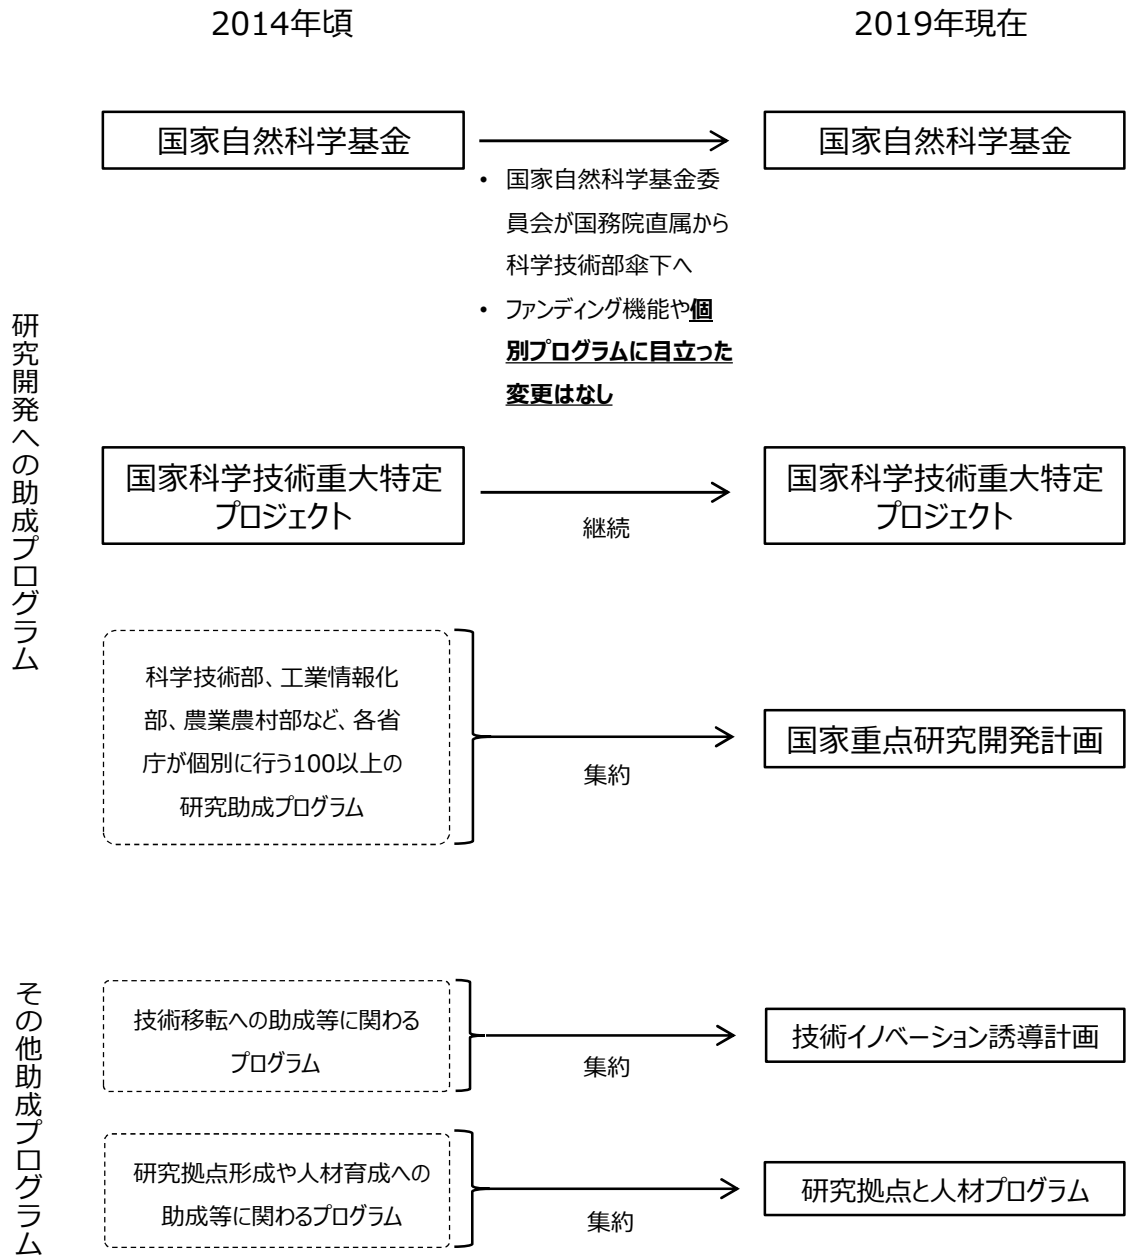 2014年頃
2019年現在
研究開発への助成プログラム
国家自然科学基金
国家自然科学基金
• 国家自然科学基金委
員会が国務院直属から
科学技術部傘下へ
• ファンディング機能や個
別プログラムに目立った
変更はなし
国家科学技術重大特定
プロジェクト
継続
国家科学技術重大特定
プロジェクト
科学技術部、工業情報化
部、農業農村部など、各省
庁が個別に行う100以上の
研究助成プログラム
集約
国家重点研究開発計画
その他助成プログラム
技術移転への助成等に関わる
プログラム
集約
技術イノベーション誘導計画
研究拠点形成や人材育成への
助成等に関わるプログラム
集約
研究拠点と人材プログラム